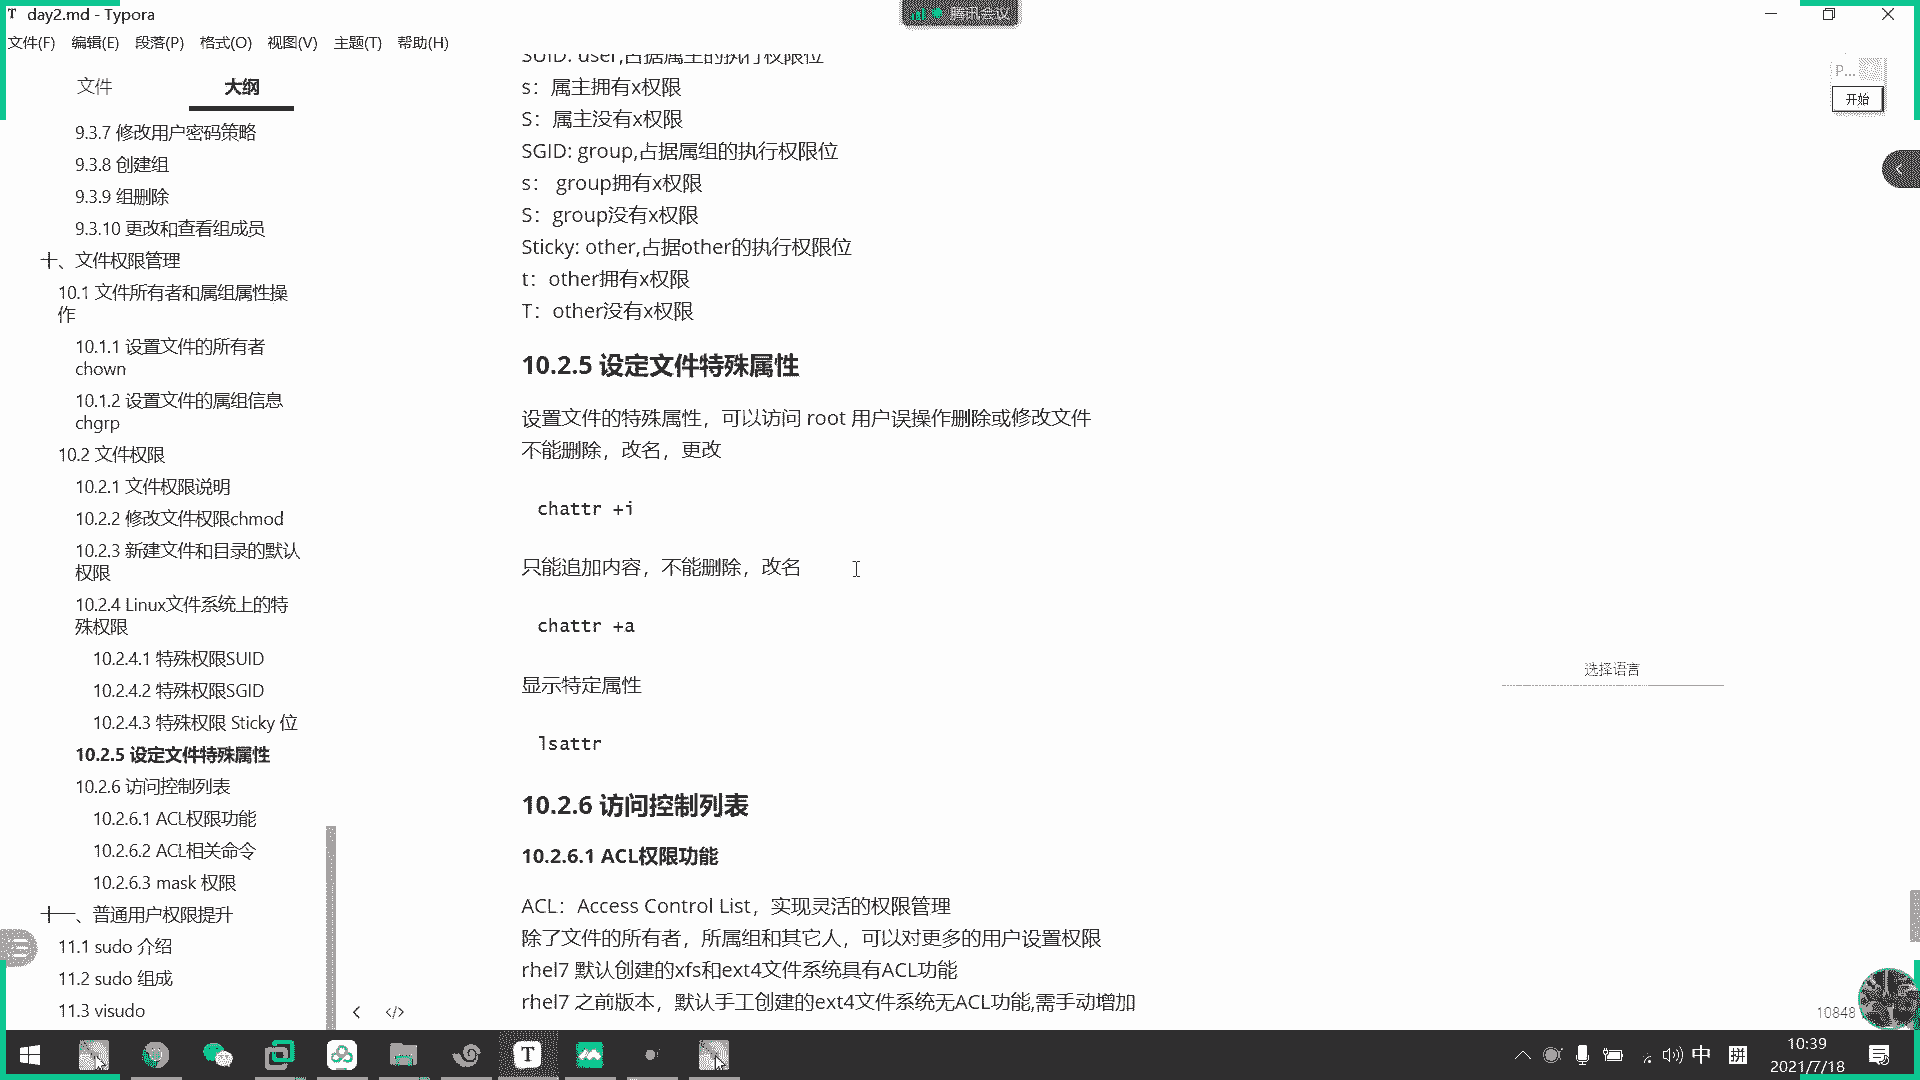 day2.md - Typora
腾讯会议
文件(F) 编辑(E) 段落(P) 格式(O) 视图(V) 主题(T) 帮助(H)
文件 大纲
9.3.7 修改用户密码策略
9.3.8 创建组
9.3.9 组删除
9.3.10 更改和查看组成员
十、文件权限管理
10.1 文件所有者和属组属性操
作
10.1.1 设置文件的所有者
chown
10.1.2 设置文件的属组信息
chgrp
10.2 文件权限
10.2.1 文件权限说明
10.2.2 修改文件权限chmod
10.2.3 新建文件和目录的默认
权限
10.2.4 Linux文件系统上的特
殊权限
10.2.4.1 特殊权限SUID
10.2.4.2 特殊权限SGID
10.2.4.3 特殊权限 Sticky 位
10.2.5 设定文件特殊属性
10.2.6 访问控制列表
10.2.6.1 ACL权限功能
10.2.6.2 ACL相关命令
10.2.6.3 mask 权限
十一、普通用户权限提升
11.1 sudo 介绍
11.2 sudo 组成
11.3 visudo
SUID: user,占据属主的执行权限位
s：属主拥有x权限
S：属主没有x权限
SGID: group,占据属组的执行权限位
s： group拥有x权限
S：group没有x权限
Sticky: other,占据other的执行权限位
t：other拥有x权限
T：other没有x权限
10.2.5 设定文件特殊属性
设置文件的特殊属性，可以访问 root 用户误操作删除或修改文件
不能删除，改名，更改
chattr +i
只能追加内容，不能删除，改名
chattr +a
显示特定属性
lsattr
10.2.6 访问控制列表
10.2.6.1 ACL权限功能
ACL：Access Control List，实现灵活的权限管理
除了文件的所有者，所属组和其它人，可以对更多的用户设置权限
rhel7 默认创建的xfs和ext4文件系统具有ACL功能
rhel7 之前版本，默认手工创建的ext4文件系统无ACL功能,需手动增加
P...
开始
选择语言
10848
中
拼
10:39
2021/7/18